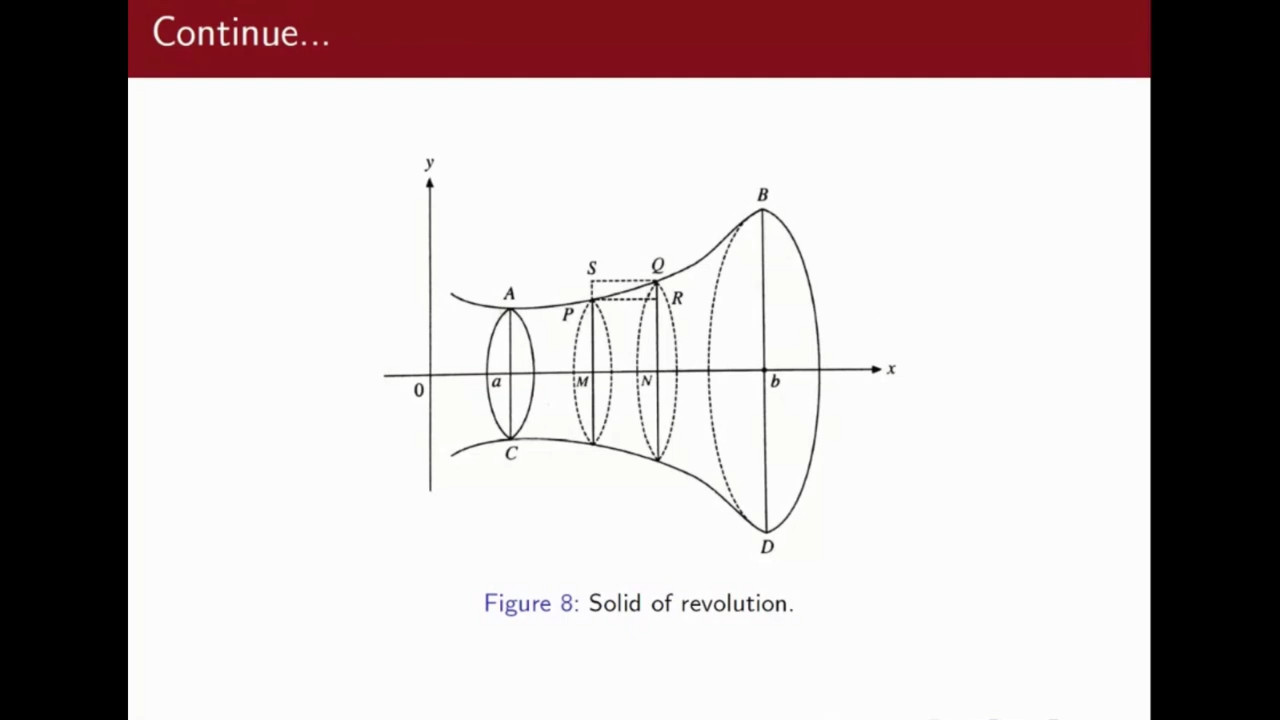 Continue...
y
B
S Q
A
P R
0 a M N b x
C
D
Figure 8: Solid of revolution.